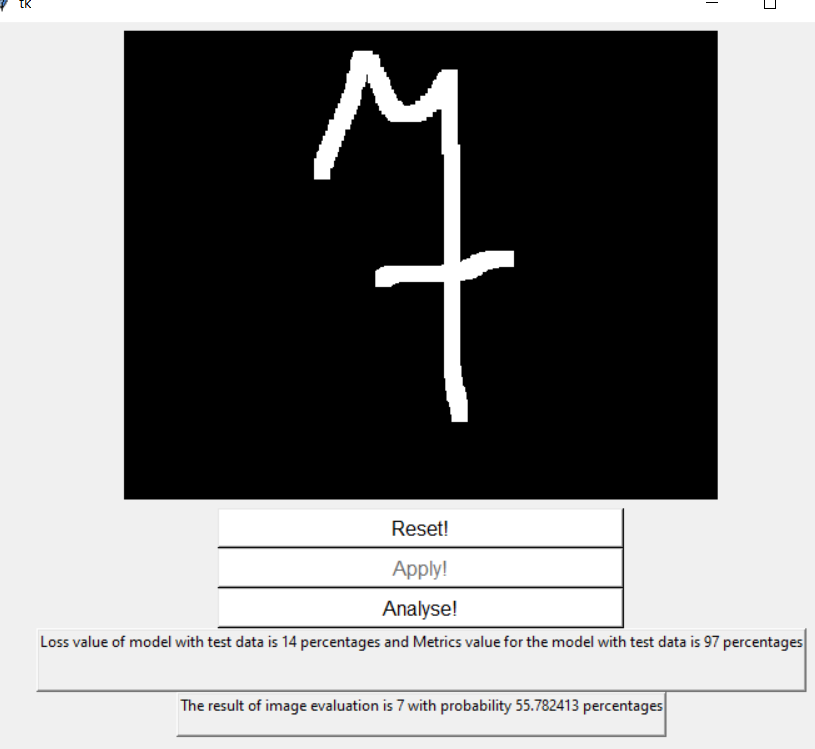 tk
7
Reset!
Apply!
Analyse!
Loss value of model with test data is 14 percentages and Metrics value for the model with test data is 97 percentages
The result of image evaluation is 7 with probability 55.782413 percentages